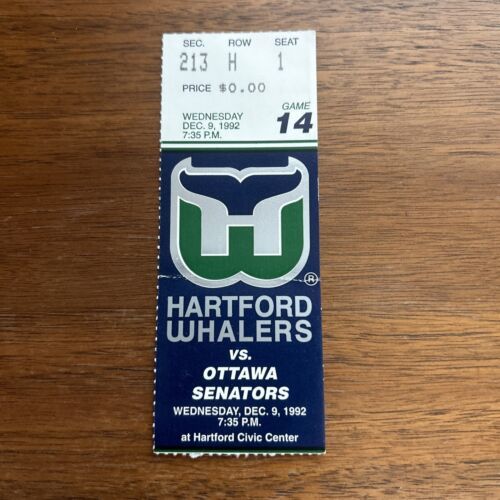 SEC. ROW SEAT
213 H 1
PRICE $0.00
GAME
WEDNESDAY
DEC. 9, 1992
7:35 P.M.
14
®
HARTFORD
WHALERS
VS.
OTTAWA
SENATORS
WEDNESDAY, DEC. 9, 1992
7:35 P.M.
at Hartford Civic Center